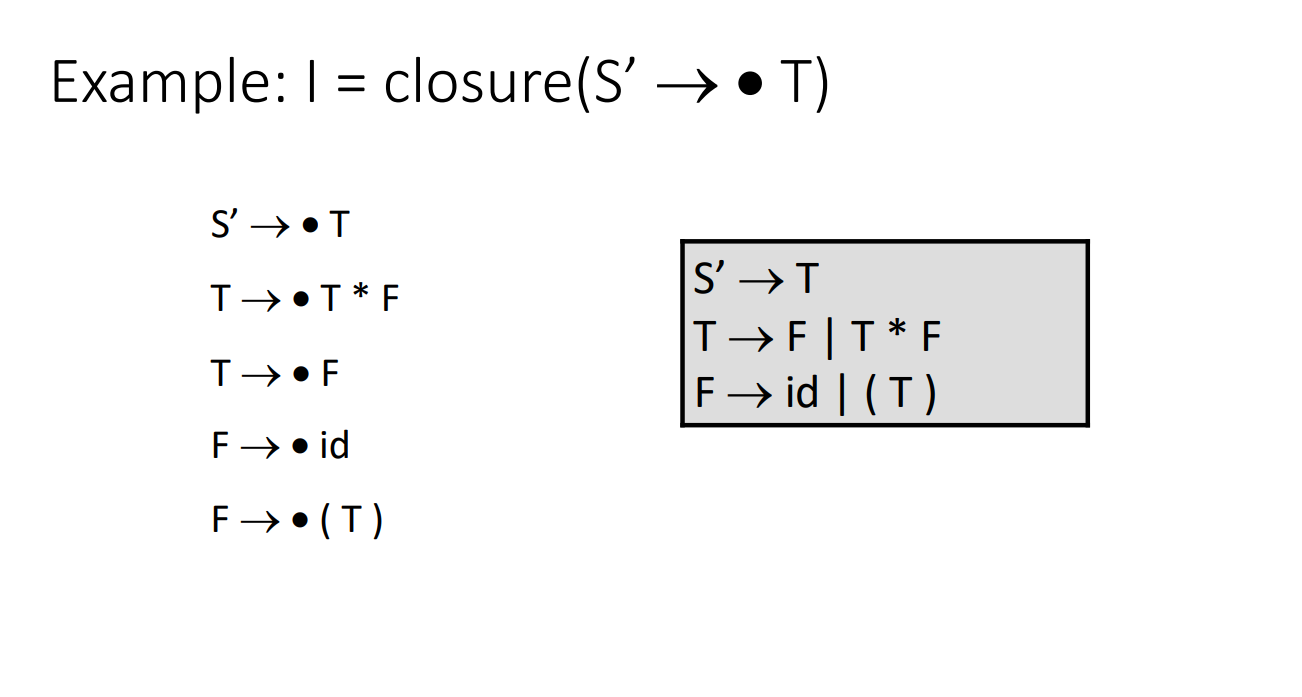 Example: I = closure(S’ → • T)
S’ → • T
T → • T * F
T → • F
F → • id
F → • ( T )
S’ → T
T → F | T * F
F → id | ( T )